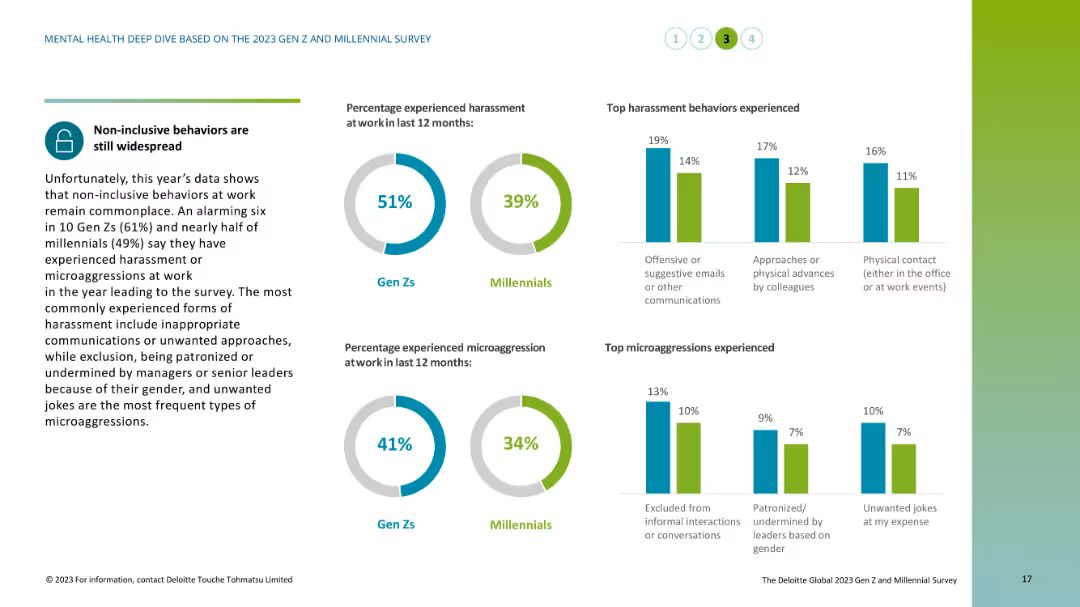 MENTAL HEALTH DEEP DIVE BASED ON THE 2023 GEN Z AND MILLENNIAL SURVEY
1 2 3 4
Non-inclusive behaviors are
still widespread
Unfortunately, this year's data shows
that non-inclusive behaviors at work
remain commonplace. An alarming six
in 10 Gen Zs (61%) and nearly half of
millennials (49%) say they have
experienced harassment or
microaggressions at work
in the year leading to the survey. The most
commonly experienced forms of
harassment include inappropriate
communications or unwanted approaches,
while exclusion, being patronized or
undermined by managers or senior leaders
because of their gender, and unwanted
jokes are the most frequent types of
microaggressions.
Percentage experienced harassment
at work in last 12 months:
51%
Gen Zs
39%
Millennials
Top harassment behaviors experienced
19%
14%
17%
12%
16%
11%
Offensive or
suggestive emails
or other
communications
Approaches or
physical advances
by colleagues
Physical contact
(either in the office
or at work events)
Percentage experienced microaggression
at work in last 12 months:
41%
Gen Zs
34%
Millennials
Top microaggressions experienced
13%
10%
9%
7%
10%
7%
Excluded from
informal interactions
or conversations
Patronized/
undermined by
leaders based on
gender
Unwanted jokes
at my expense
© 2023 For information, contact Deloitte Touche Tohmatsu Limited
The Deloitte Global 2023 Gen Z and Millennial Survey
17